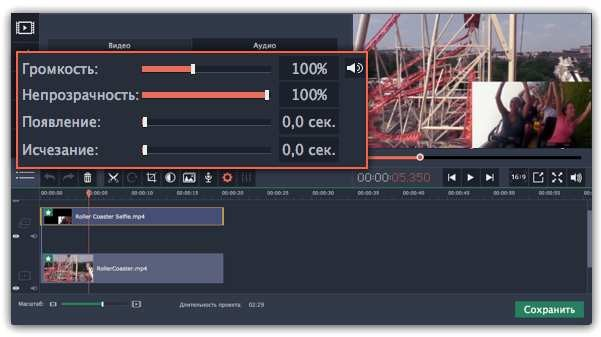 Видео Аудио
Громкость: 100%
Непрозрачность: 100%
Появление: 0,0 сек.
Исчезание: 0,0 сек.
00:00:05.350 16:9
00:00:00 00:00:05 00:00:10 00:00:15 00:00:20 00:00:25 00:00:30 00:00:35 00:00:40 00:00:45 00:00:50 00:00:55
Roller Coaster Selfie.mp4
RollerCoaster.mp4
Масштаб: Длительность проекта: 02:29
Сохранить